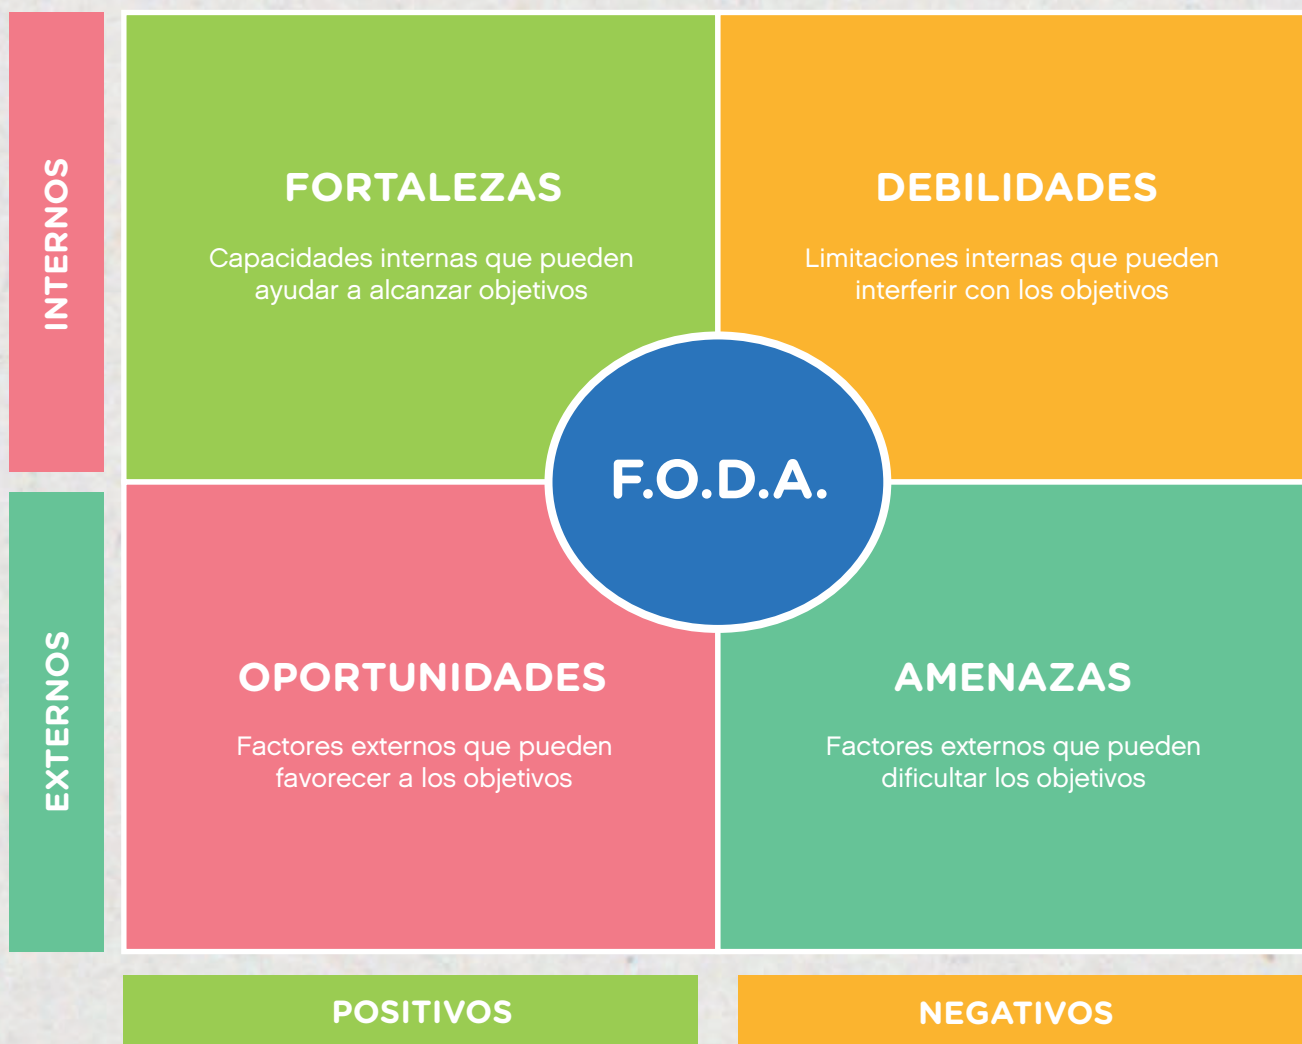 INTERNOS
FORTALEZAS
Capacidades internas que pueden
ayudar a alcanzar objetivos
DEBILIDADES
Limitaciones internas que pueden
interferir con los objetivos
F.O.D.A.
EXTERNOS
OPORTUNIDADES
Factores externos que pueden
favorecer a los objetivos
AMENAZAS
Factores externos que pueden
dificultar los objetivos
POSITIVOS
NEGATIVOS